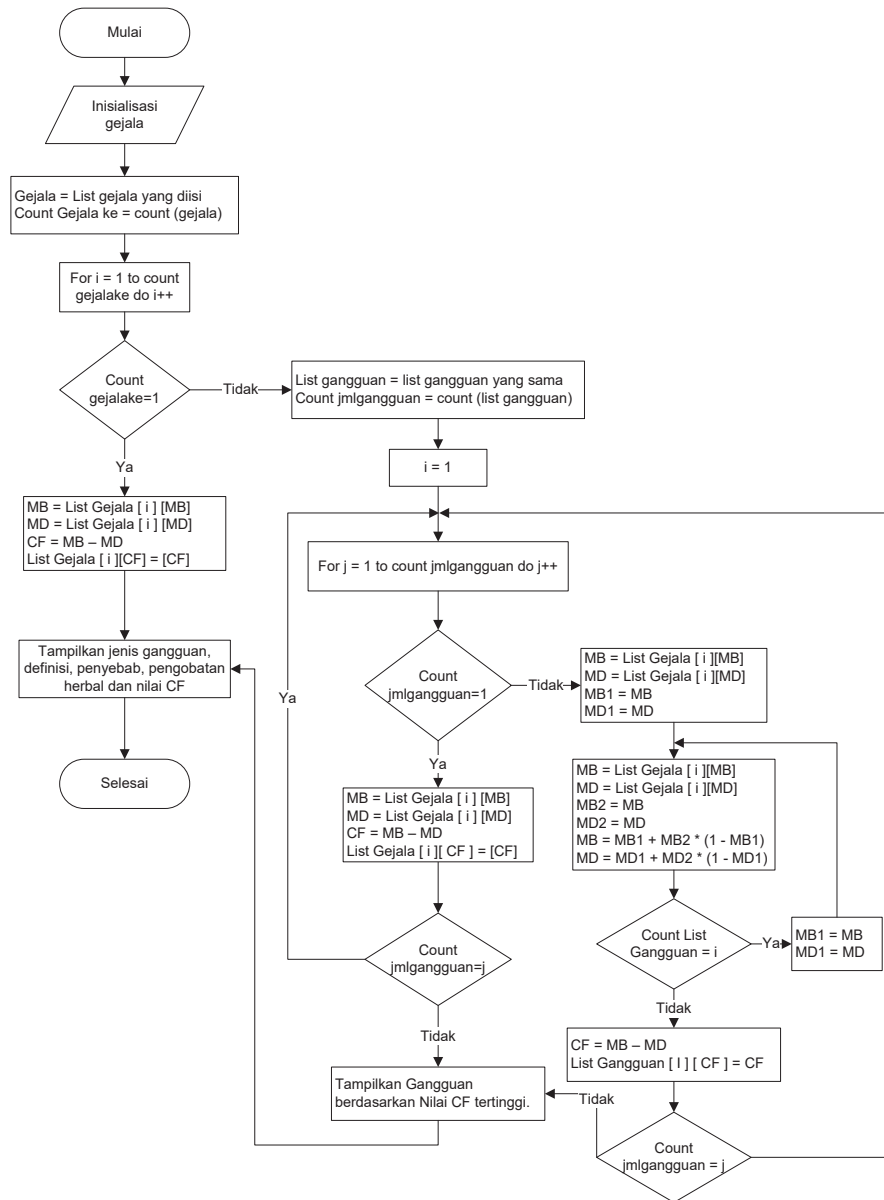 Mulai
Inisialisasi
gejala
Gejala = List gejala yang diisi
Count Gejala ke = count (gejala)
For i = 1 to count
gejalake do i++
Count
gejalake=1
Tidak
List gangguan = list gangguan yang sama
Count jmlgangguan = count (list gangguan)
Ya
i = 1
MB = List Gejala [ i ] [MB]
MD = List Gejala [ i ] [MD]
CF = MB – MD
List Gejala [ i ][CF] = [CF]
For j = 1 to count jmlgangguan do j++
Tampilkan jenis gangguan,
definisi, penyebab, pengobatan
herbal dan nilai CF
Ya
Count
jmlgangguan=1
Tidak
MB = List Gejala [ i ][MB]
MD = List Gejala [ i ][MD]
MB1 = MB
MD1 = MD
Selesai
Ya
MB = List Gejala [ i ] [MB]
MD = List Gejala [ i ] [MD]
CF = MB – MD
List Gejala [ i ][ CF ] = [CF]
MB = List Gejala [ i ][MB]
MD = List Gejala [ i ][MD]
MB2 = MB
MD2 = MD
MB = MB1 + MB2 * (1 - MB1)
MD = MD1 + MD2 * (1 - MD1)
Count
jmlgangguan=j
Count List
Gangguan = i
Ya
MB1 = MB
MD1 = MD
Tidak
Tidak
CF = MB – MD
List Gangguan [ I ] [ CF ] = CF
Tampilkan Gangguan
berdasarkan Nilai CF tertinggi.
Tidak
Count
jmlgangguan = j